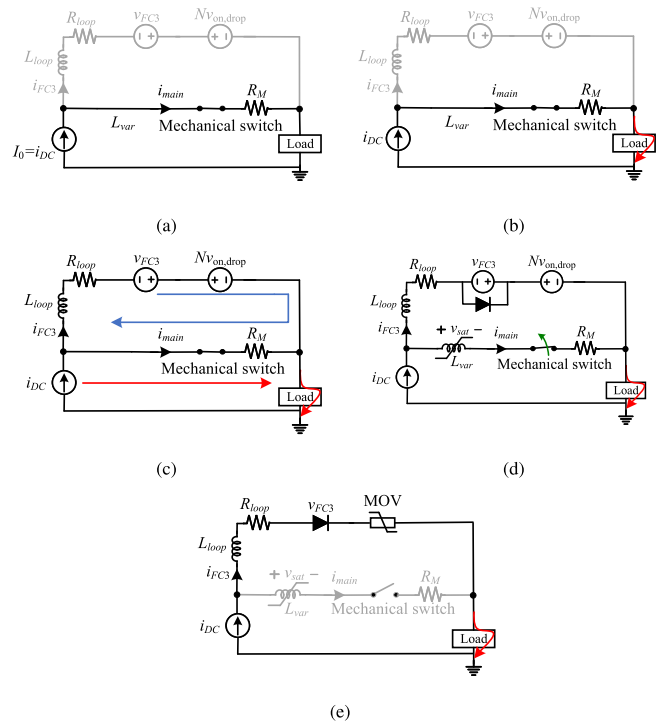 R_loop v_FC3 Nv_on,drop
L_loop
i_FC3 i_main R_M
L_var Mechanical switch
I_0=i_DC Load
(a)
R_loop v_FC3 Nv_on,drop
L_loop
i_FC3 i_main R_M
L_var Mechanical switch
i_DC Load
(b)
R_loop v_FC3 Nv_on,drop
L_loop
i_FC3 i_main R_M
Mechanical switch
i_DC Load
(c)
R_loop v_FC3 Nv_on,drop
L_loop
i_FC3 + v_sat − i_main R_M
L_var Mechanical switch
i_DC Load
(d)
R_loop v_FC3 MOV
L_loop
i_FC3 + v_sat − i_main R_M
L_var Mechanical switch
i_DC Load
(e)